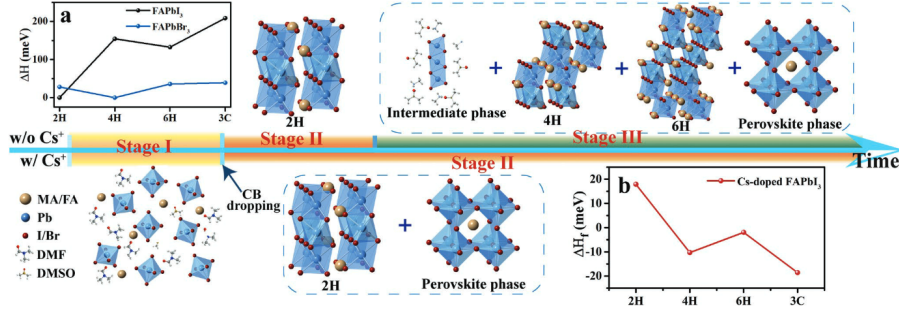 a
FAPbI₃
FAPbBr₃
ΔH (meV)
200
100
0
2H 4H 6H 3C
2H
Intermediate phase
+
4H
+
6H
+
Perovskite phase
w/o Cs⁺
Stage I
Stage II
Stage III
w/ Cs⁺
Stage II
Time
CB
dropping
MA/FA
Pb
I/Br
DMF
DMSO
2H
+
Perovskite phase
b
Cs-doped FAPbI₃
20
10
0
-10
-20
2H 4H 6H 3C